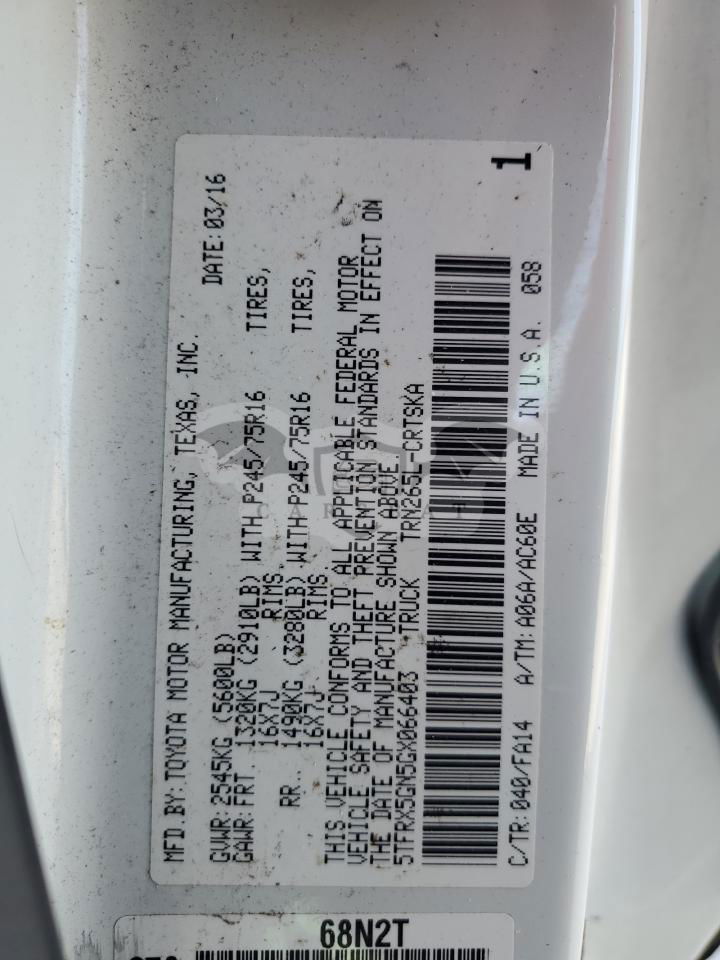 MFD.BY:TOYOTA MOTOR MANUFACTURING, TEXAS, INC. DATE:03/16
GVWR:2545KG (5600LB)
GAWR:FRT. 1320KG (2910LB) WITH P245/75R16 TIRES,
16X7J RIMS.
RR.. 1490KG (3280LB) WITH P245/75R16 TIRES,
16X7J RIMS.
THIS VEHICLE CONFORMS TO ALL APPLICABLE FEDERAL MOTOR
VEHICLE SAFETY AND THEFT PREVENTION STANDARDS IN EFFECT ON
THE DATE OF MANUFACTURE SHOWN ABOVE.
5TFRX5GN5GX066403 TRUCK TRN265L-CRTSKA
C/TR:040/FA14 A/TM:A06A/AC60E MADE IN U.S.A. 058
1
68N2T